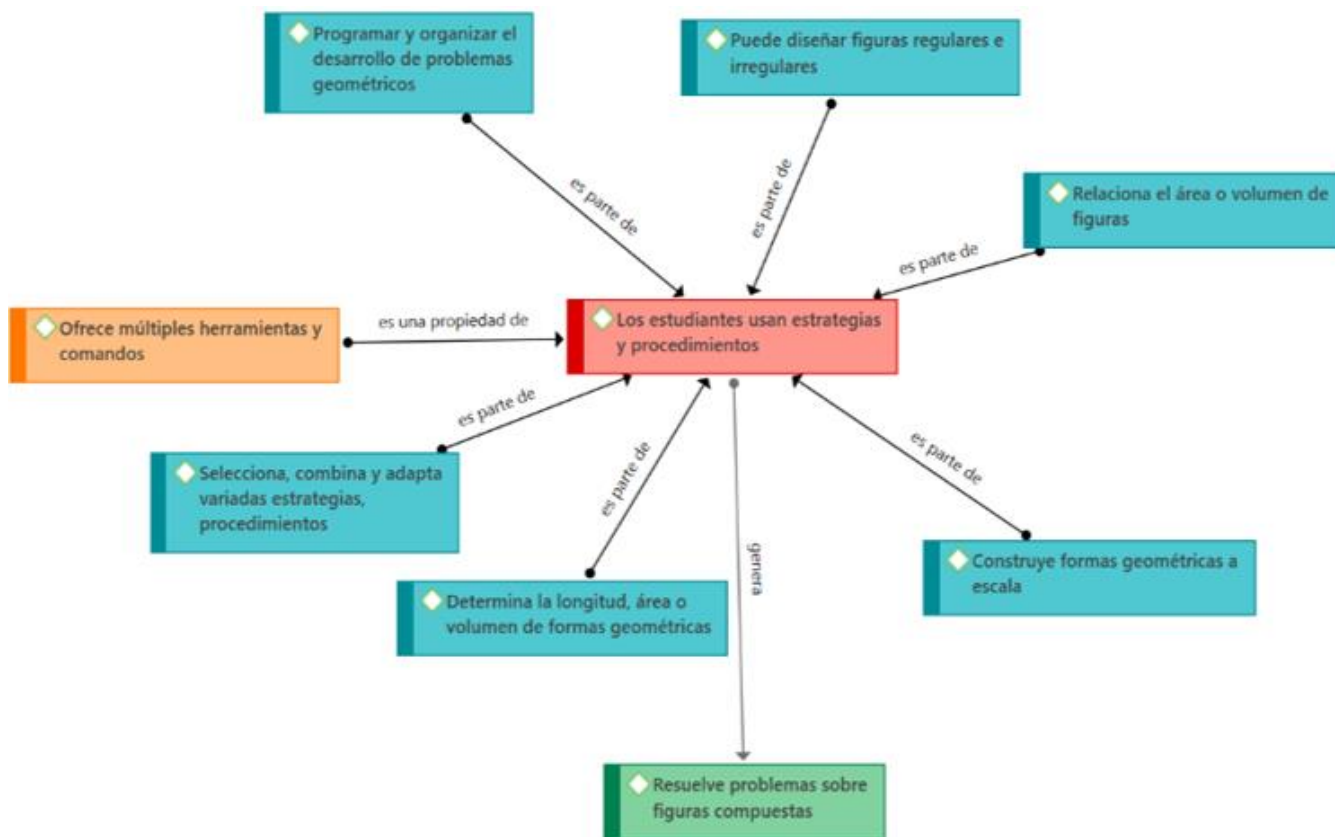 Programar y organizar el
desarrollo de problemas
geométricos
Puede diseñar figuras regulares e
irregulares
es parte de
es parte de
Relaciona el área o volumen de
figuras
es parte de
Ofrece múltiples herramientas y
comandos
es una propiedad de
Los estudiantes usan estrategias
y procedimientos
es parte de
Selecciona, combina y adapta
variadas estrategias,
procedimientos
es parte de
es parte de
genera
Construye formas geométricas a
escala
Determina la longitud, área o
volumen de formas geométricas
Resuelve problemas sobre
figuras compuestas